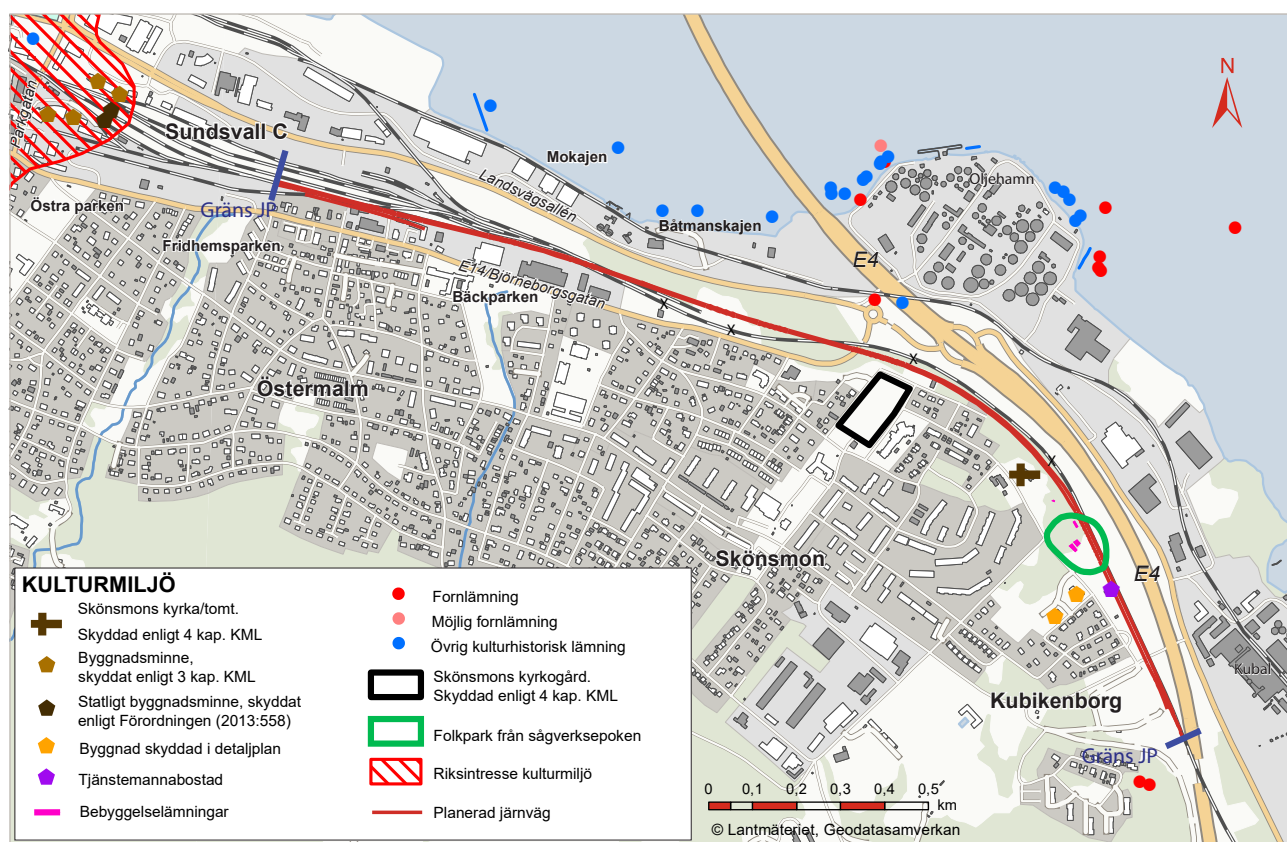 N
Parkgatan
Sundsvall C
Mokajen
Landsvägsallén
Oljehamn
Östra parken
Gräns JP
Båtmanskajen
Fridhemsparken
E4
E14/Björneborgsgatan
Bäckparken
x
x
x
Östermalm
x
Skönsmon
E4
Kubal
Kubikenborg
Gräns JP
KULTURMILJÖ
Skönsmons kyrka/tomt.
Skyddad enligt 4 kap. KML
Byggnadsminne,
skyddat enligt 3 kap. KML
Statligt byggnadsminne, skyddat
enligt Förordningen (2013:558)
Byggnad skyddad i detaljplan
Tjänstemannabostad
Bebyggelselämningar
Fornlämning
Möjlig fornlämning
Övrig kulturhistorisk lämning
Skönsmons kyrkogård.
Skyddad enligt 4 kap. KML
Folkpark från sågverksepoken
Riksintresse kulturmiljö
Planerad järnväg
0 0,1 0,2 0,3 0,4 0,5
km
© Lantmäteriet, Geodatasamverkan